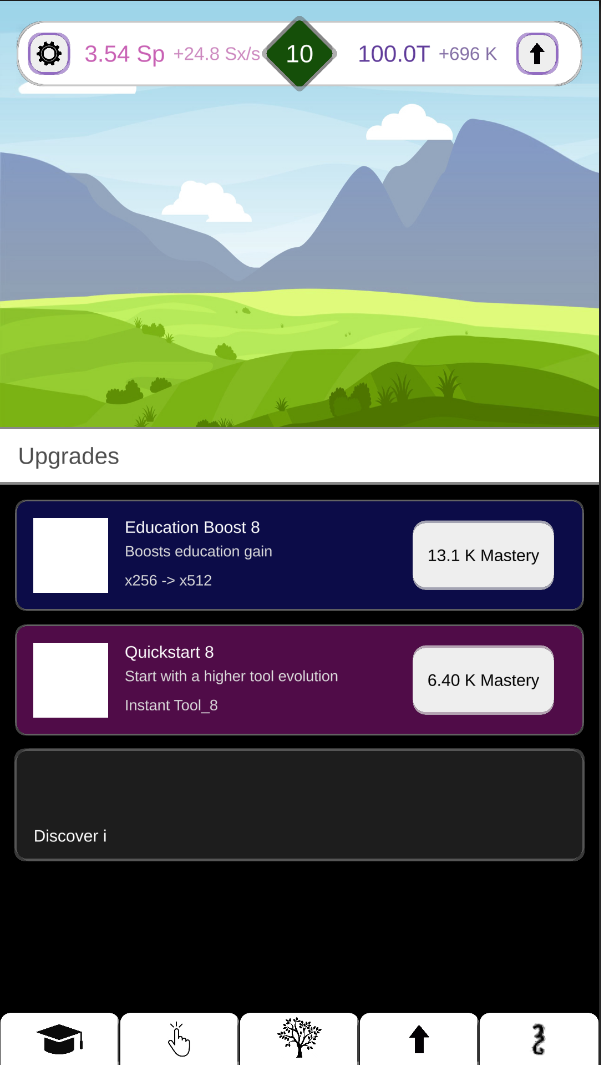 3.54 Sp +24.8 Sx/s 10 100.0T +696 K
Upgrades
Education Boost 8
Boosts education gain
x256 -> x512
13.1 K Mastery
Quickstart 8
Start with a higher tool evolution
Instant Tool_8
6.40 K Mastery
Discover i